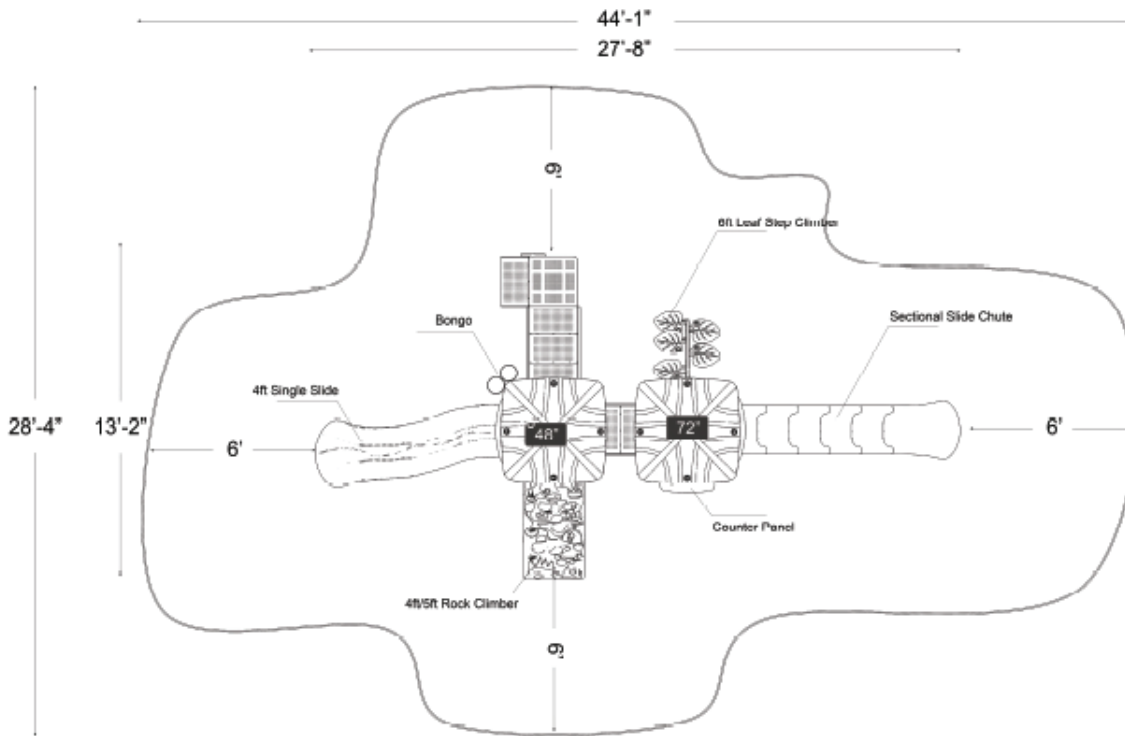 44'-1"
27'-8"
6'
6ft Leaf Step Climber
Bongo
Sectional Slide Chute
4ft Single Slide
28'-4"
13'-2"
6'
48"
72"
6'
Counter Panel
4ft/5ft Rock Climber
6'